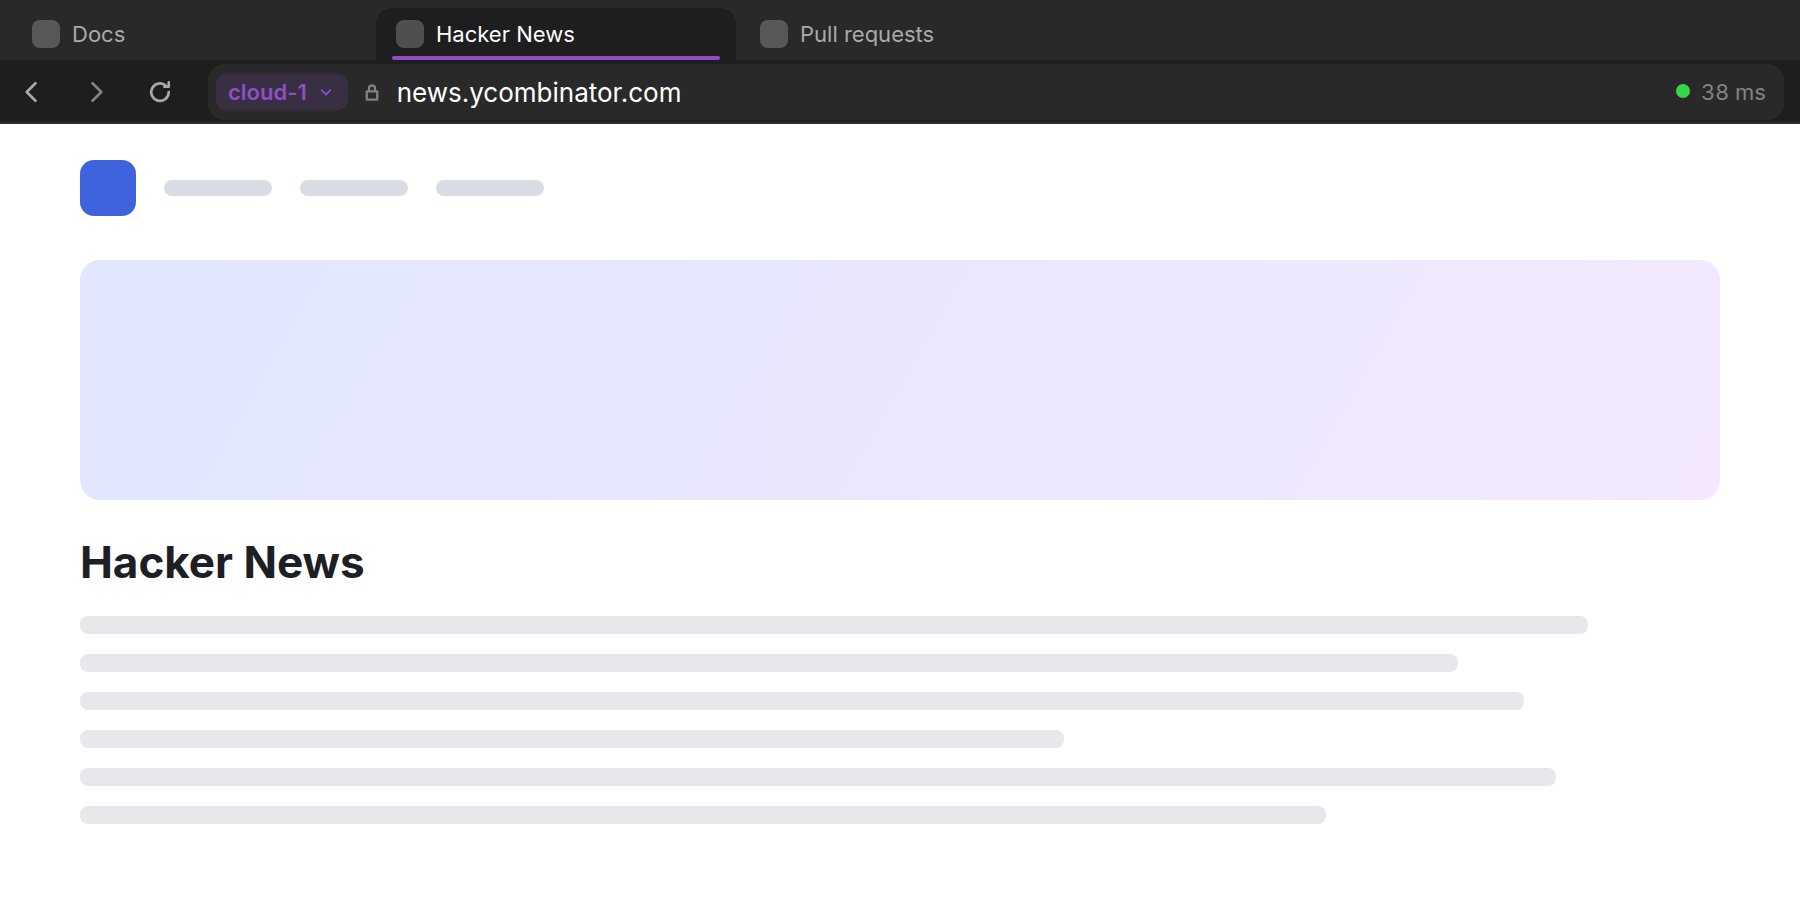 Docs
Hacker News
Pull requests
cloud-1
news.ycombinator.com
38 ms
Hacker News